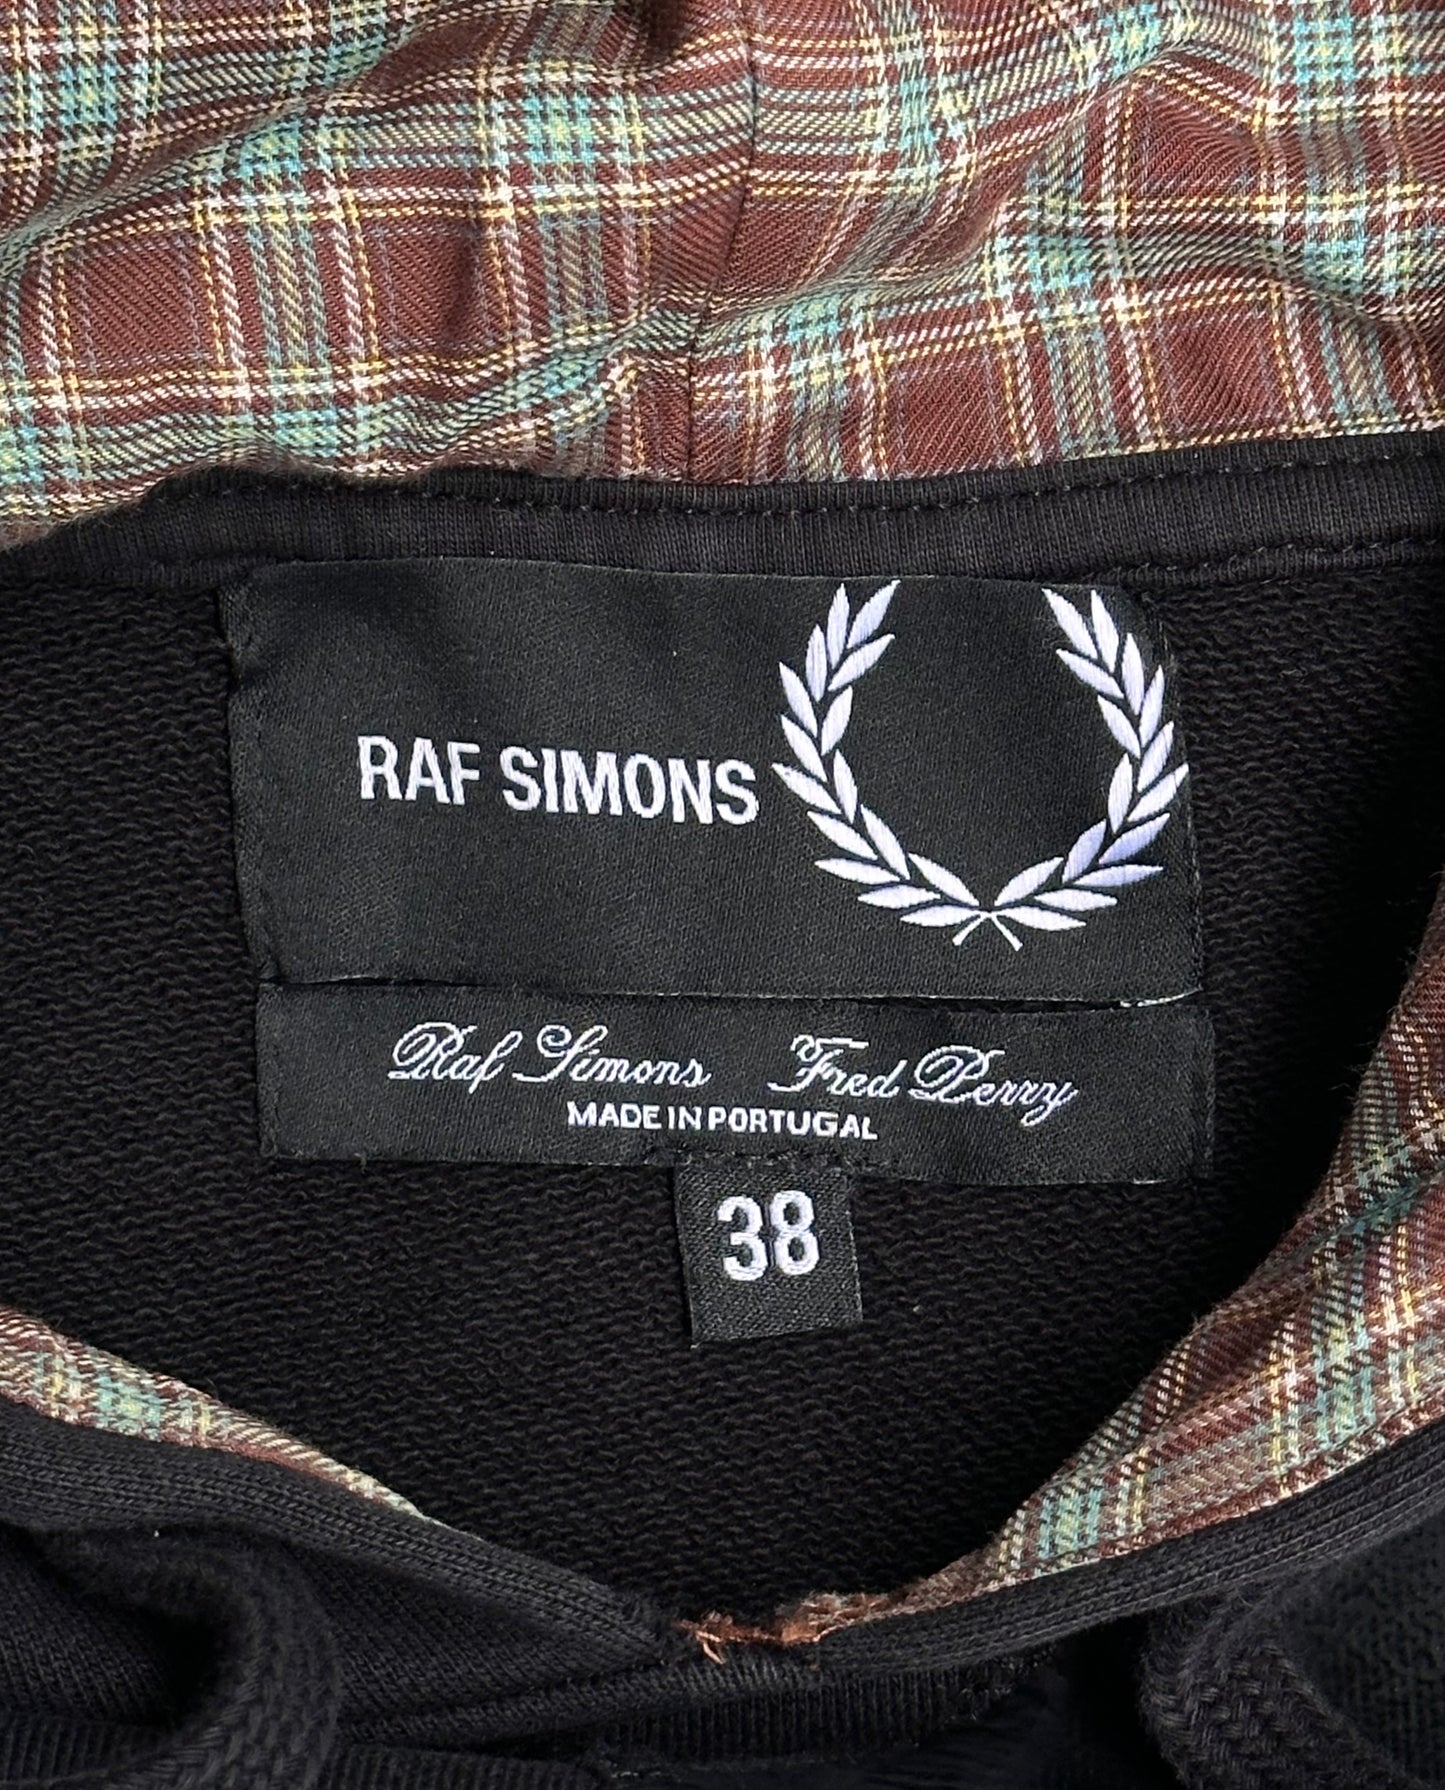 RAF SIMONS
Raf Simons Fred Perry
MADE IN PORTUGAL
38